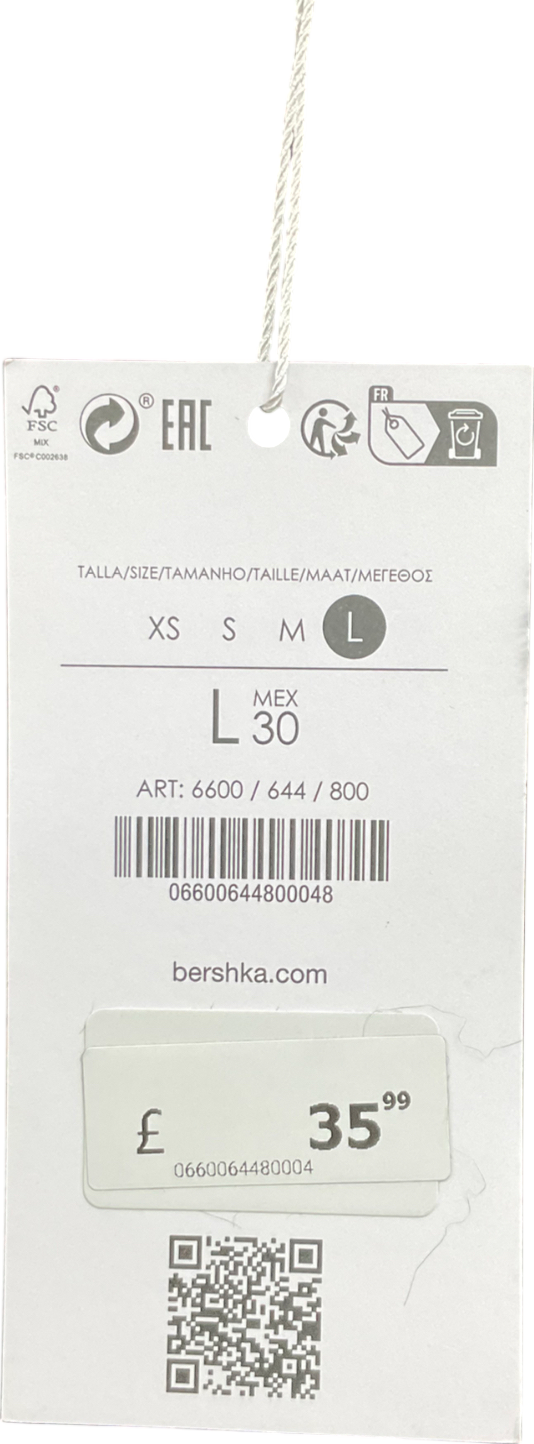 FSC®
MIX
FSC® C002638
®
EAC
FR
TALLA/SIZE/TAMANHO/TAILLE/MAAT/ΜΕΓΕΘΟΣ
XS S M L
L MEX 30
ART: 6600 / 644 / 800
06600644800048
bershka.com
£ 35⁹⁹
0660064480004